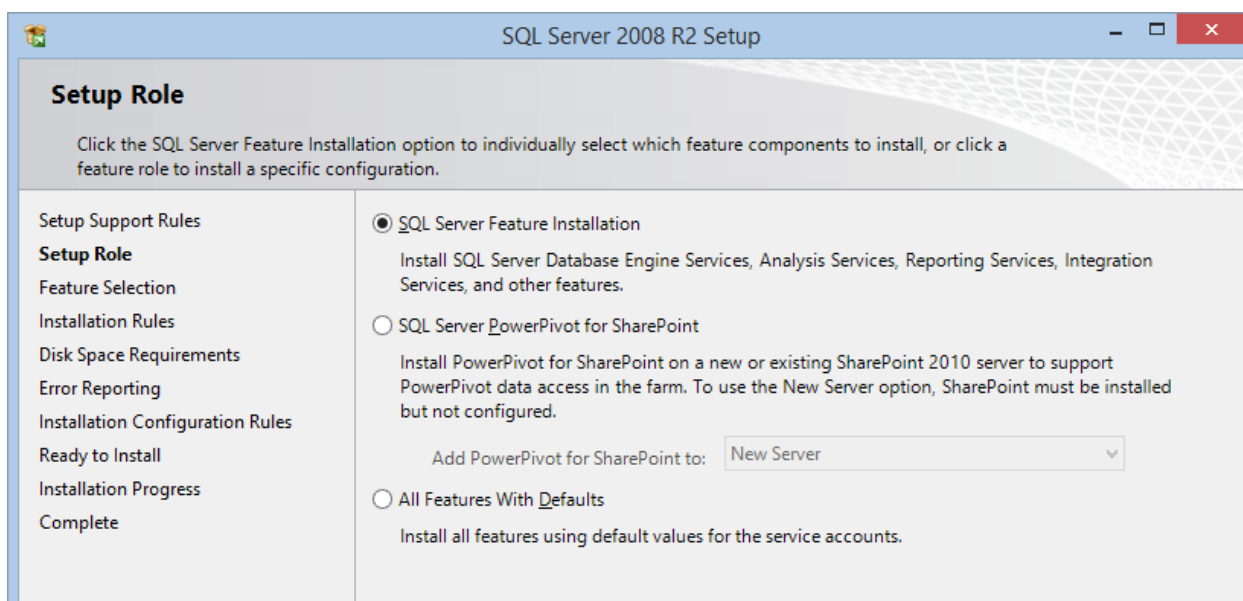 SQL Server 2008 R2 Setup
Setup Role
Click the SQL Server Feature Installation option to individually select which feature components to install, or click a
feature role to install a specific configuration.
Setup Support Rules
Setup Role
Feature Selection
Installation Rules
Disk Space Requirements
Error Reporting
Installation Configuration Rules
Ready to Install
Installation Progress
Complete
SQL Server Feature Installation
Install SQL Server Database Engine Services, Analysis Services, Reporting Services, Integration
Services, and other features.
SQL Server PowerPivot for SharePoint
Install PowerPivot for SharePoint on a new or existing SharePoint 2010 server to support
PowerPivot data access in the farm. To use the New Server option, SharePoint must be installed
but not configured.
Add PowerPivot for SharePoint to: New Server
All Features With Defaults
Install all features using default values for the service accounts.